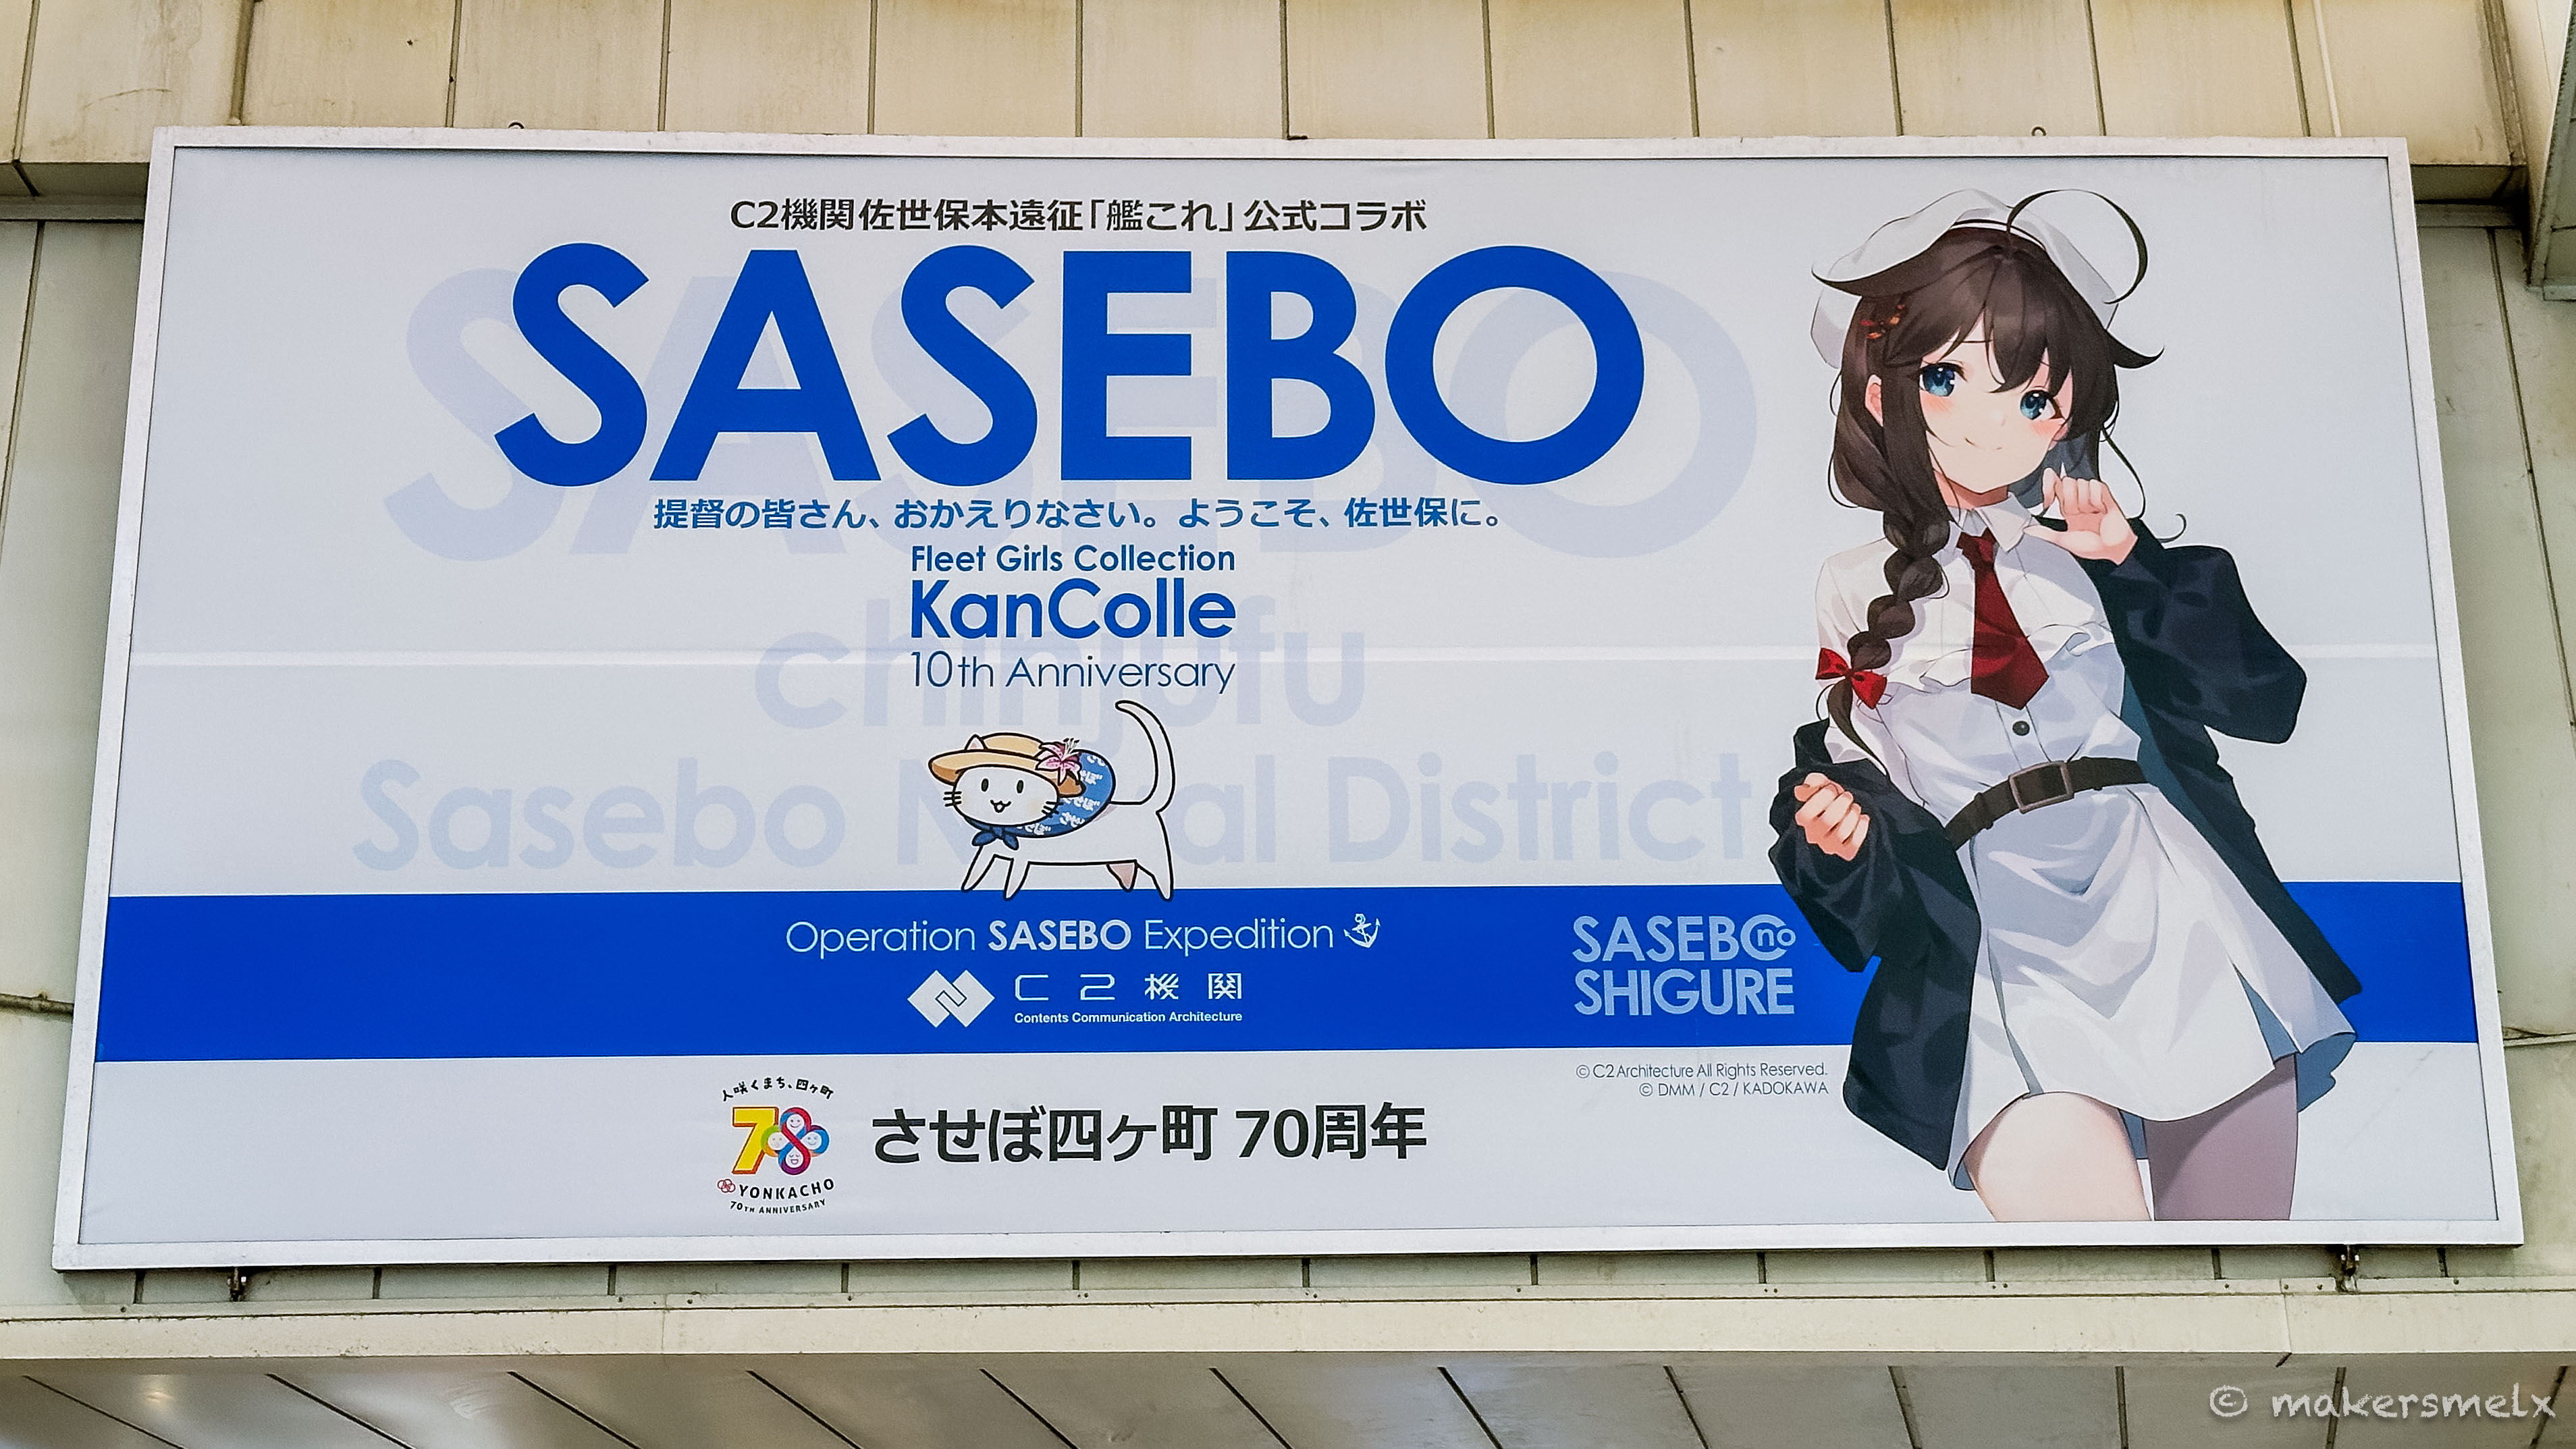 C2機関佐世保本遠征「艦これ」公式コラボ
SASEBO
SASEBO
提督の皆さん、おかえりなさい。ようこそ、佐世保に。
Fleet Girls Collection
KanColle
10th Anniversary
chinjufu
Sasebo Naval District
Operation SASEBO Expedition
C2機関
Contents Communication Architecture
SASEBO no
SHIGURE
© C2 Architecture All Rights Reserved.
© DMM / C2 / KADOKAWA
人咲くまち、四ヶ町
70
YONKACHO
70TH ANNIVERSARY
させぼ四ヶ町 70周年
© makersmelx